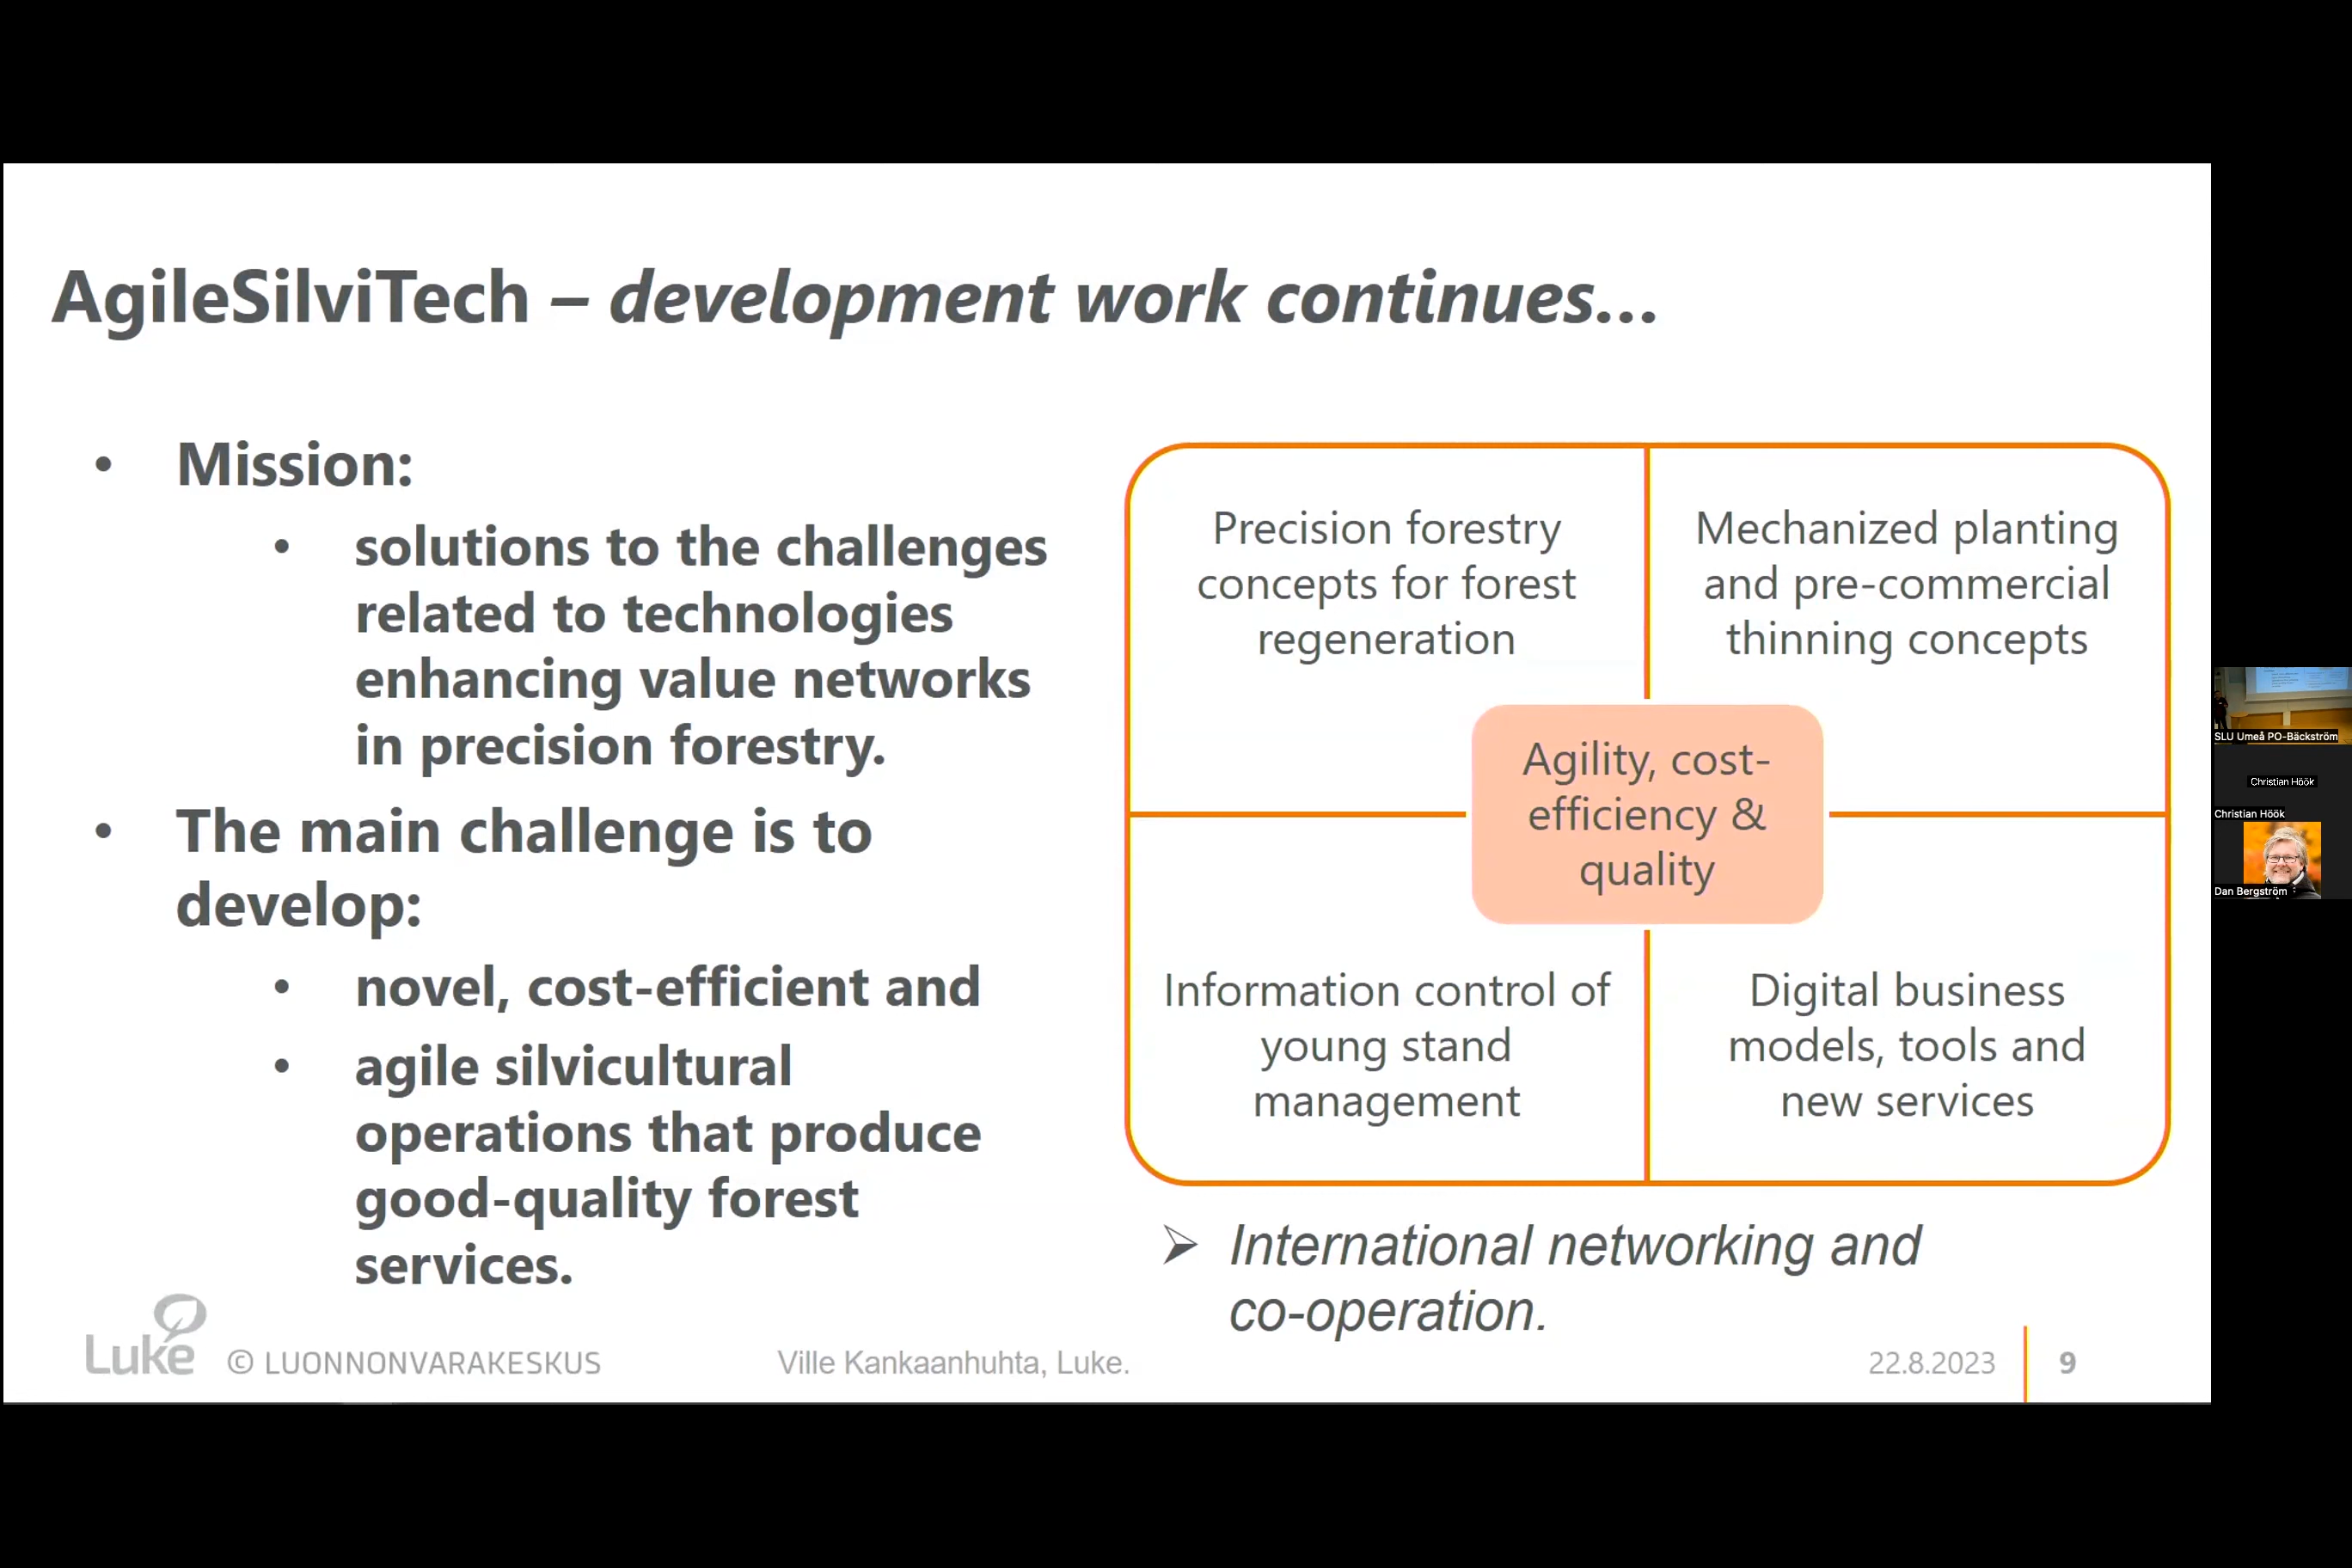 AgileSilviTech – development work continues...
• Mission:
• solutions to the challenges
related to technologies
enhancing value networks
in precision forestry.
• The main challenge is to
develop:
• novel, cost-efficient and
• agile silvicultural
operations that produce
good-quality forest
services.
Precision forestry
concepts for forest
regeneration
Mechanized planting
and pre-commercial
thinning concepts
Agility, cost-
efficiency &
quality
Information control of
young stand
management
Digital business
models, tools and
new services
➢ International networking and
co-operation.
Luke
© LUONNONVARAKESKUS
Ville Kankaanhuhta, Luke.
22.8.2023
9
SLU Umeå PO-Bäckström
Christian Höök
Christian Höök
Dan Bergström